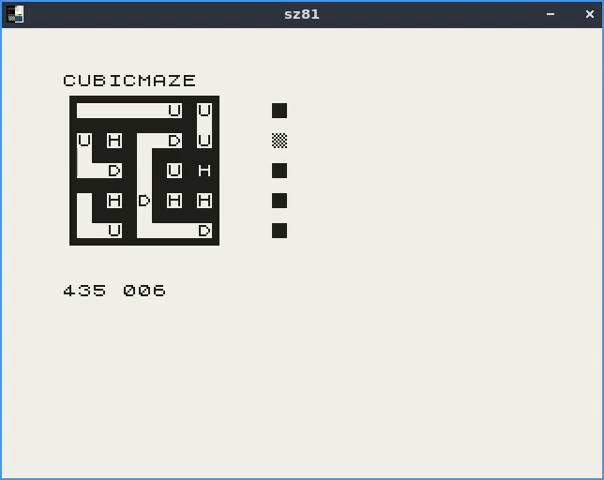 sz81
CUBICMAZE
U U
U H D U
D U H
H D H H
U D
435 006